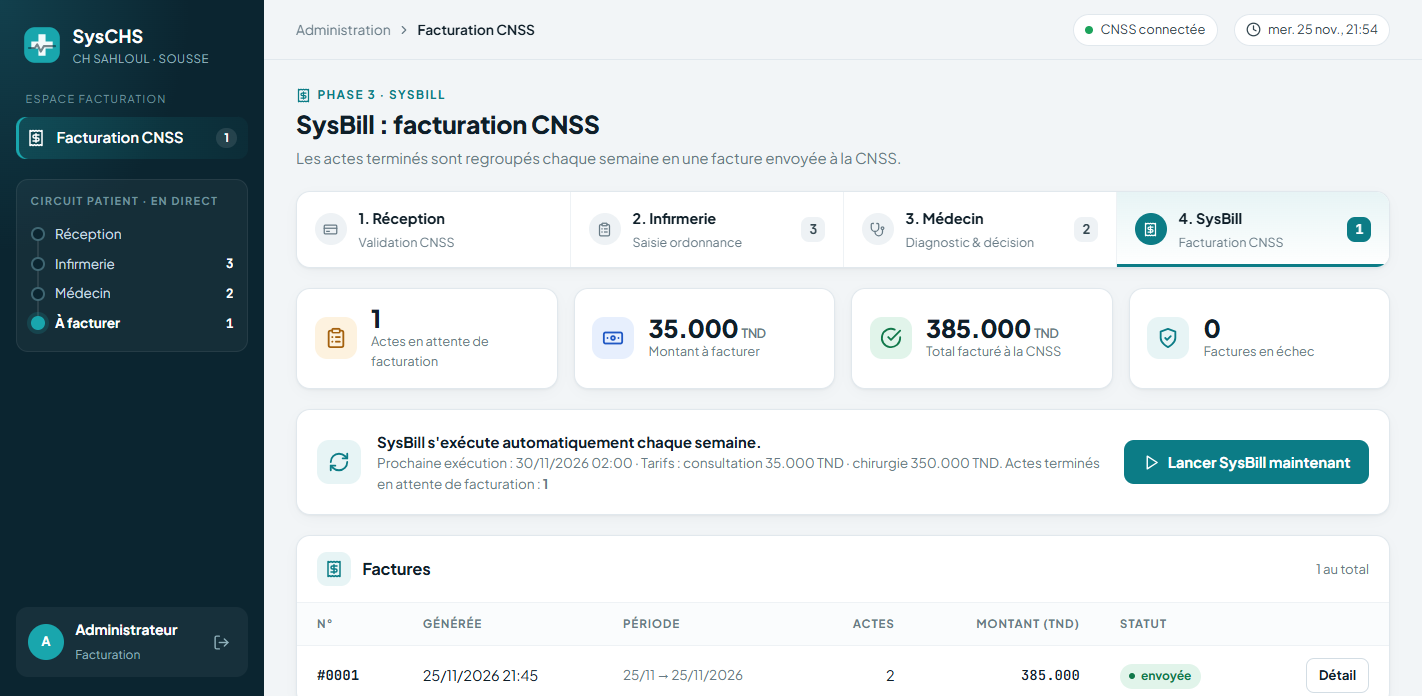 SysCHS
CH SAHLOUL · SOUSSE
ESPACE FACTURATION
Facturation CNSS 1
CIRCUIT PATIENT · EN DIRECT
Réception
Infirmerie 3
Médecin 2
À facturer 1
A
Administrateur
Facturation
Administration > Facturation CNSS
CNSS connectée
mer. 25 nov., 21:54
PHASE 3 · SYSBILL
SysBill : facturation CNSS
Les actes terminés sont regroupés chaque semaine en une facture envoyée à la CNSS.
1. Réception
Validation CNSS
2. Infirmerie
Saisie ordonnance
3
3. Médecin
Diagnostic & décision
2
4. SysBill
Facturation CNSS
1
1
Actes en attente de
facturation
35.000 TND
Montant à facturer
385.000 TND
Total facturé à la CNSS
0
Factures en échec
SysBill s'exécute automatiquement chaque semaine.
Prochaine exécution : 30/11/2026 02:00 · Tarifs : consultation 35.000 TND · chirurgie 350.000 TND. Actes terminés
en attente de facturation : 1
Lancer SysBill maintenant
Factures
1 au total
N° GÉNÉRÉE PÉRIODE ACTES MONTANT (TND) STATUT
#0001 25/11/2026 21:45 25/11 → 25/11/2026 2 385.000 envoyée Détail